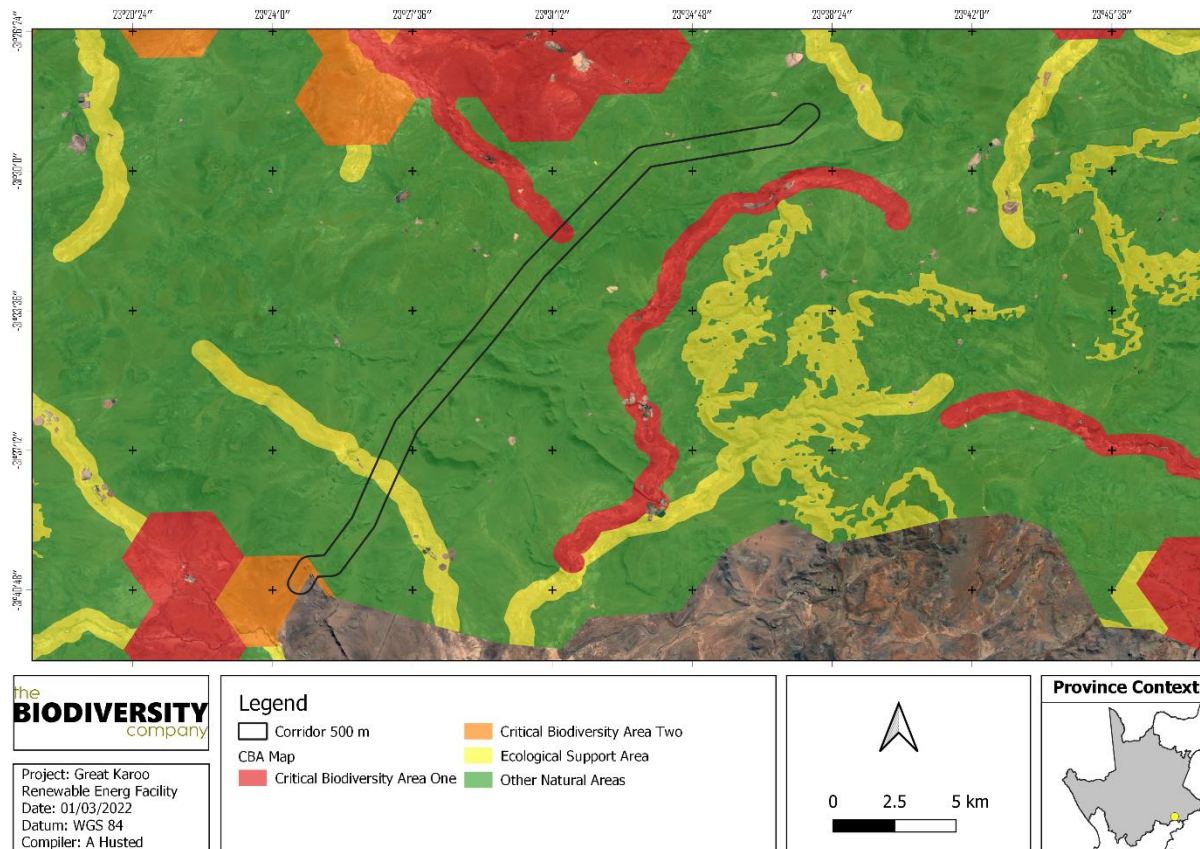 23°20'24" 23°24'0" 23°27'36" 23°31'12" 23°34'48" 23°38'24" 23°42'0" 23°45'36"
the
BIODIVERSITY
company
Project: Great Karoo
Renewable Energ Facility
Date: 01/03/2022
Datum: WGS 84
Compiler: A Husted
Legend
Corridor 500 m
CBA Map
Critical Biodiversity Area One
Critical Biodiversity Area Two
Ecological Support Area
Other Natural Areas
0 2.5 5 km
Province Context